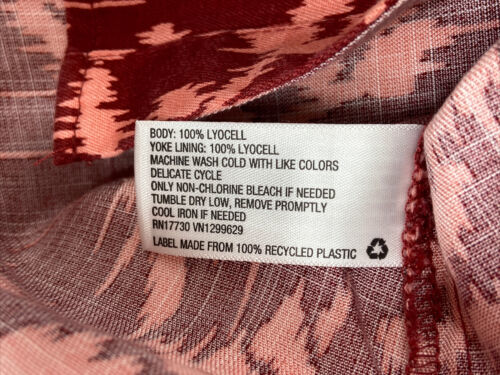 BODY: 100% LYOCELL
YOKE LINING: 100% LYOCELL
MACHINE WASH COLD WITH LIKE COLORS
DELICATE CYCLE
ONLY NON-CHLORINE BLEACH IF NEEDED
TUMBLE DRY LOW, REMOVE PROMPTLY
COOL IRON IF NEEDED
RN17730 VN1299629
LABEL MADE FROM 100% RECYCLED PLASTIC